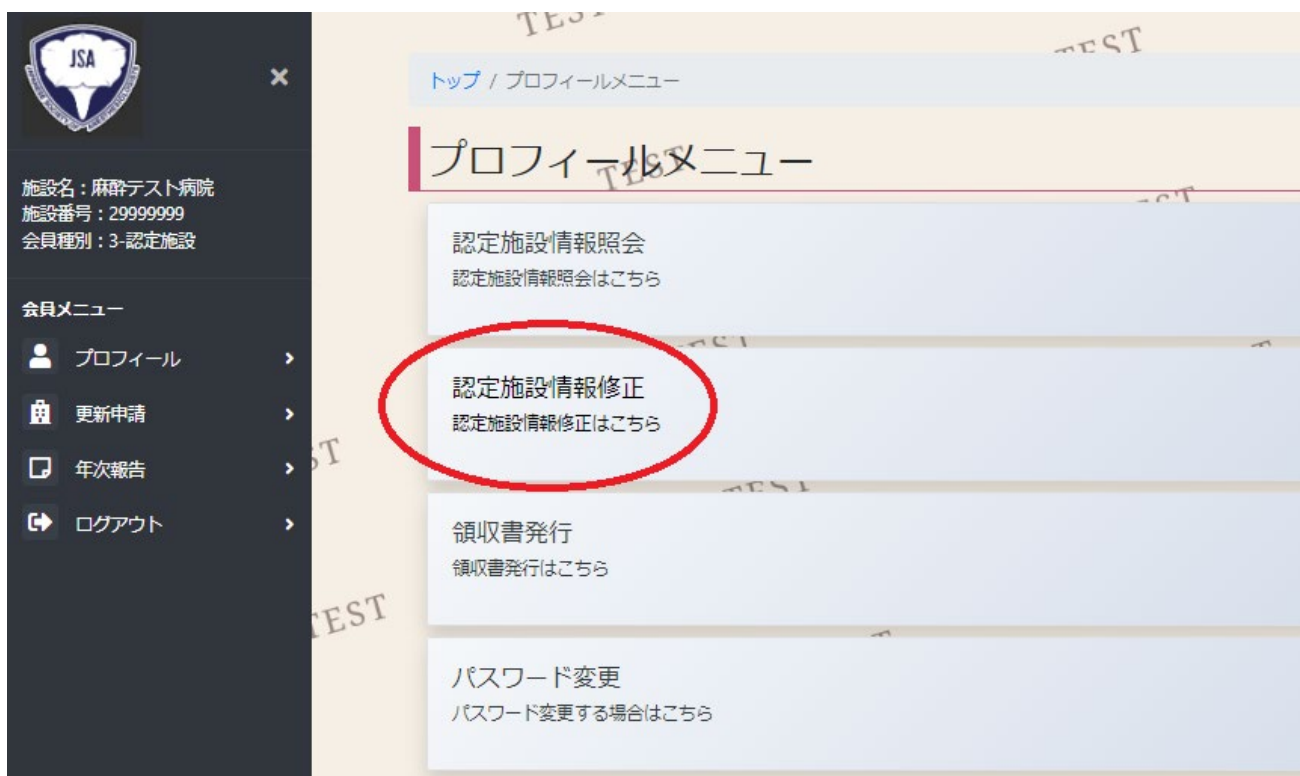 JSA
施設名：麻酔テスト病院
施設番号：29999999
会員種別：3-認定施設
会員メニュー
プロフィール
更新申請
年次報告
ログアウト
トップ / プロフィールメニュー
プロフィールメニュー
認定施設情報照会
認定施設情報照会はこちら
認定施設情報修正
認定施設情報修正はこちら
領収書発行
領収書発行はこちら
パスワード変更
パスワード変更する場合はこちら
TEST
TEST
TEST
TEST